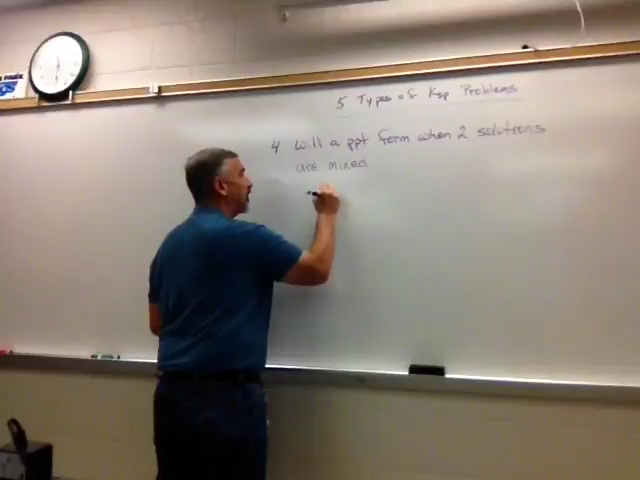 5 Types of Ksp Problems
4 will a ppt form when 2 solutions
are mixed